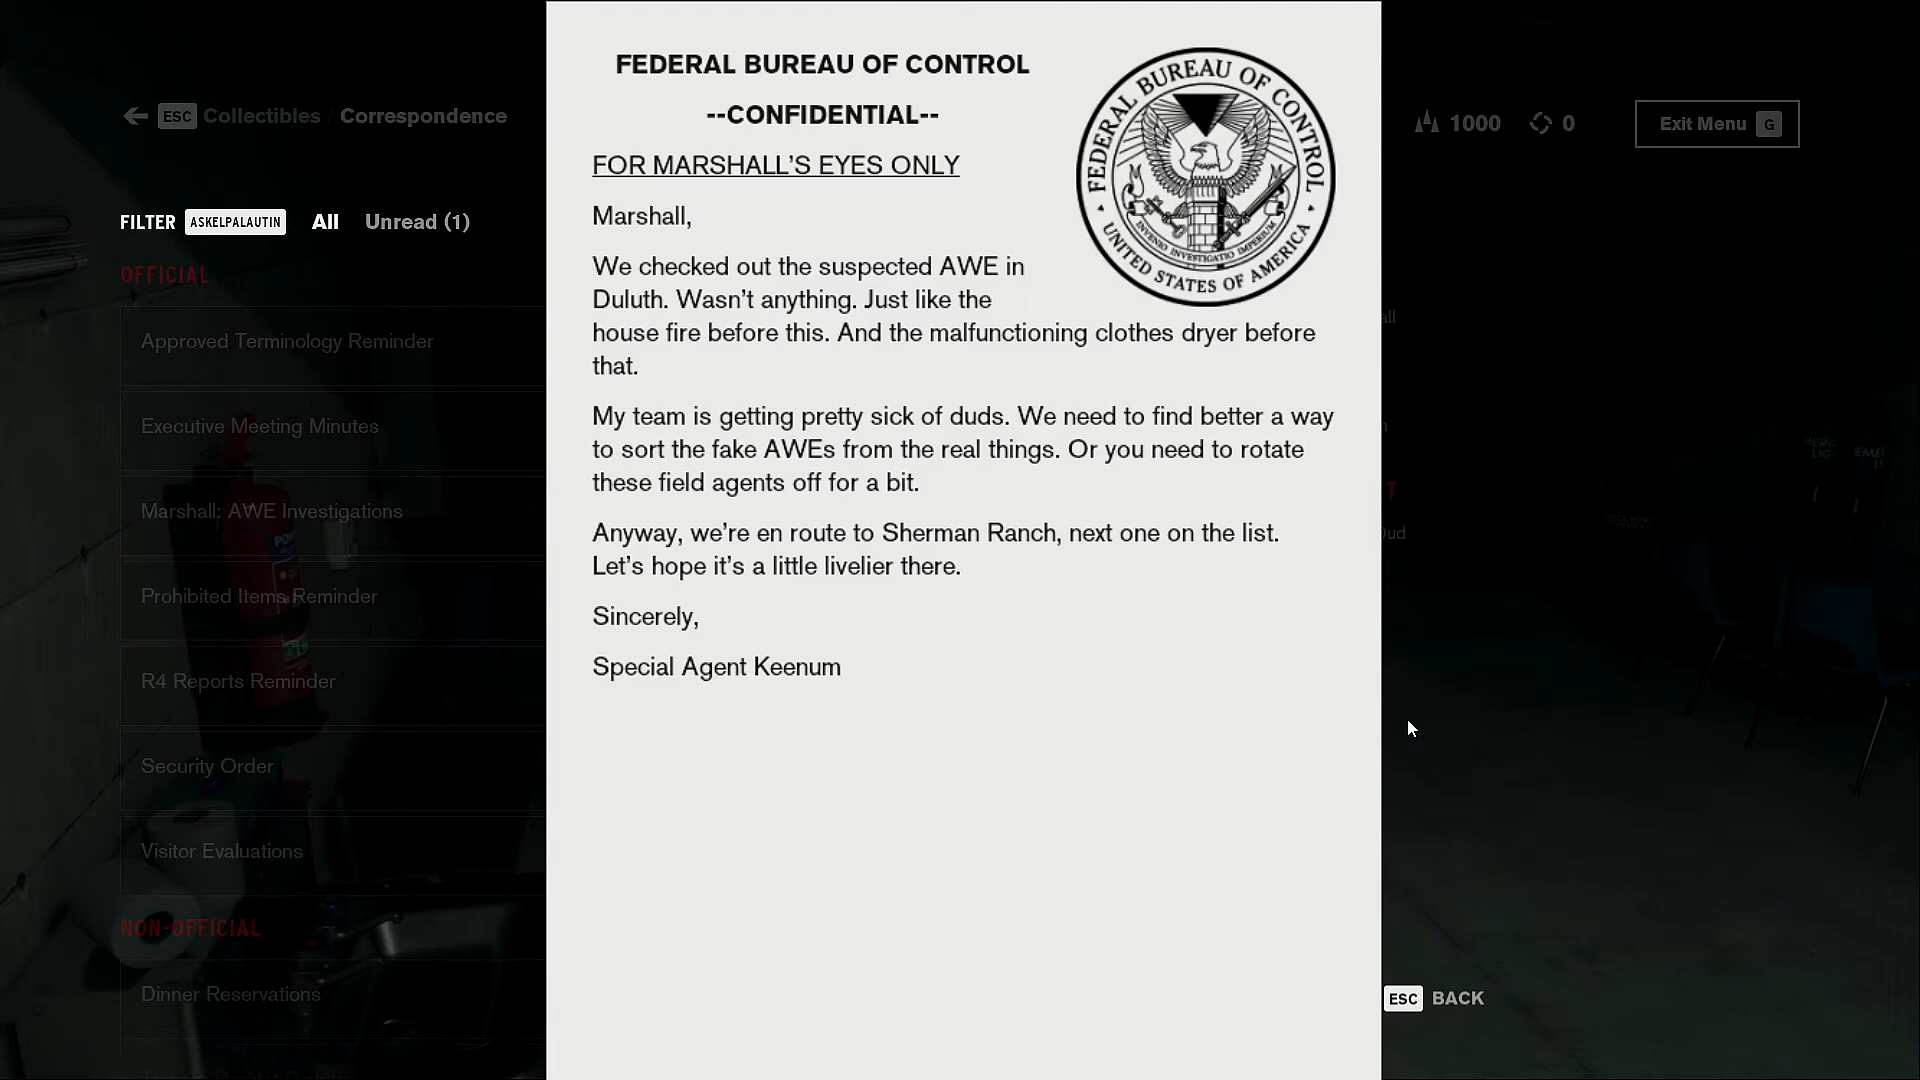 FEDERAL BUREAU OF CONTROL
--CONFIDENTIAL--
FOR MARSHALL'S EYES ONLY
Marshall,
We checked out the suspected AWE in
Duluth. Wasn't anything. Just like the
house fire before this. And the malfunctioning clothes dryer before
that.
My team is getting pretty sick of duds. We need to find better a way
to sort the fake AWEs from the real things. Or you need to rotate
these field agents off for a bit.
Anyway, we're en route to Sherman Ranch, next one on the list.
Let's hope it's a little livelier there.
Sincerely,
Special Agent Keenum
FEDERAL BUREAU OF CONTROL
UNITED STATES OF AMERICA
INVENIO INVESTIGATIO IMPERIUM
ESC Collectibles / Correspondence
FILTER ASKELPALAUTIN All Unread (1)
OFFICIAL
Approved Terminology Reminder
Executive Meeting Minutes
Marshall: AWE Investigations
Prohibited Items Reminder
R4 Reports Reminder
Security Order
Visitor Evaluations
NON-OFFICIAL
Dinner Reservations
1000 0
Exit Menu G
ESC BACK